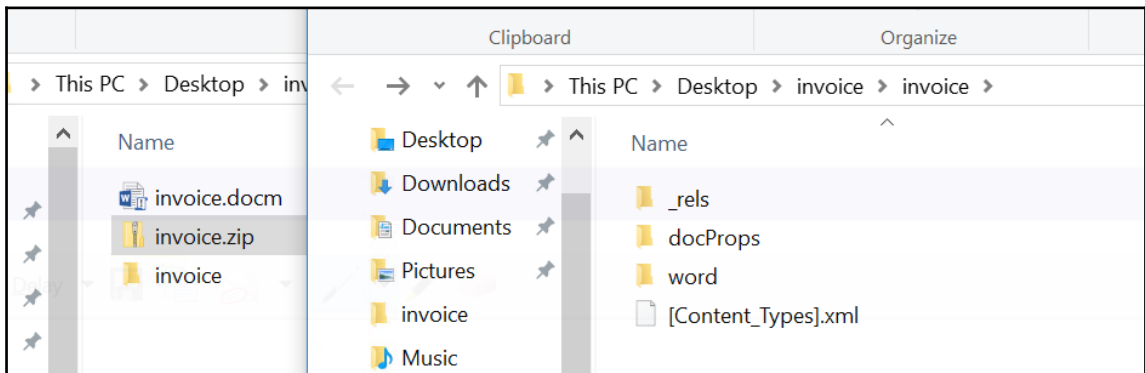 Clipboard
Organize
This PC > Desktop > inv
This PC > Desktop > invoice > invoice >
Name
invoice.docm
invoice.zip
invoice
Desktop
Downloads
Documents
Pictures
invoice
Music
Name
_rels
docProps
word
[Content_Types].xml